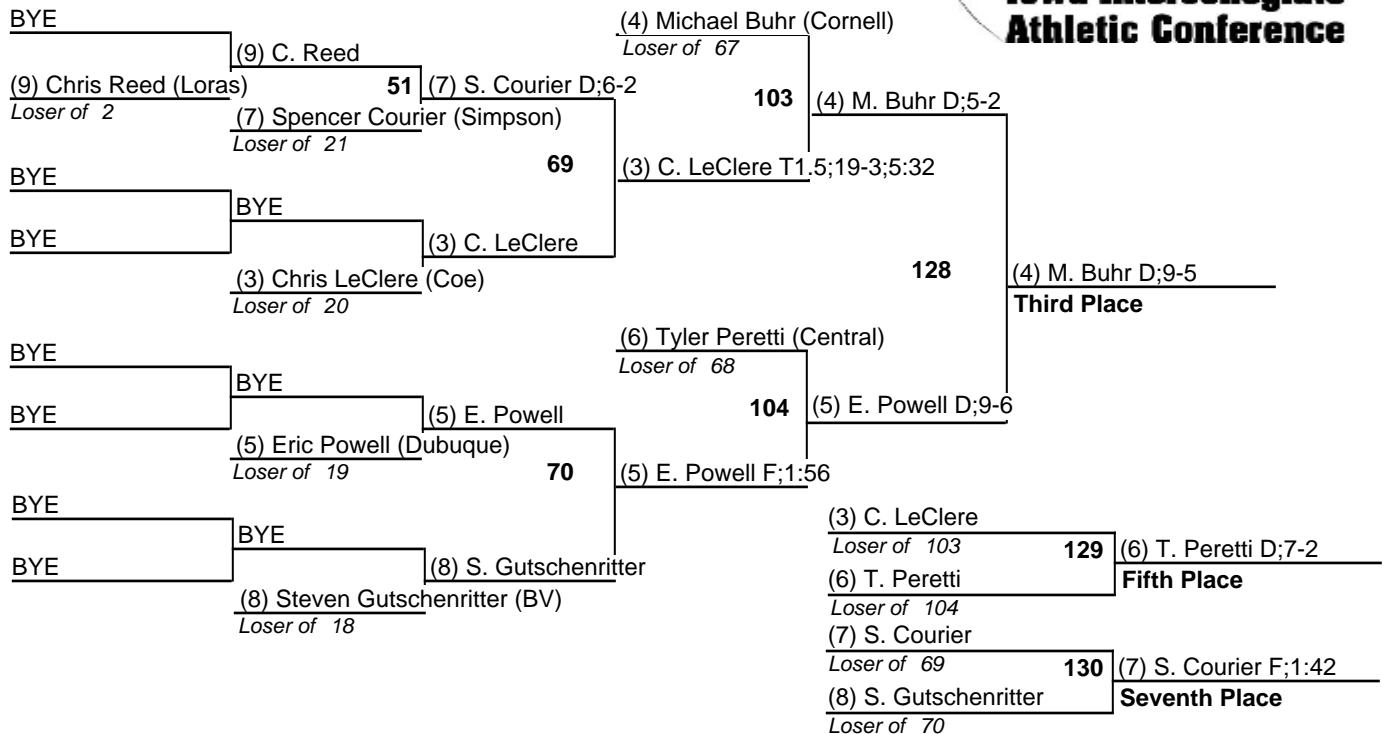 Iowa Intercollegiate
Athletic Conference
BYE
(9) C. Reed
(9) Chris Reed (Loras)
Loser of 2
51
(7) S. Courier D;6-2
(7) Spencer Courier (Simpson)
Loser of 21
69
BYE
BYE
BYE
(3) C. LeClere
(3) Chris LeClere (Coe)
Loser of 20
(4) Michael Buhr (Cornell)
Loser of 67
103
(4) M. Buhr D;5-2
(3) C. LeClere T1.5;19-3;5:32
128
(4) M. Buhr D;9-5
Third Place
BYE
BYE
BYE
(5) E. Powell
(5) Eric Powell (Dubuque)
Loser of 19
70
(5) E. Powell F;1:56
BYE
BYE
BYE
(8) S. Gutschenritter
(8) Steven Gutschenritter (BV)
Loser of 18
(6) Tyler Peretti (Central)
Loser of 68
104
(5) E. Powell D;9-6
(3) C. LeClere
Loser of 103
129
(6) T. Peretti D;7-2
Fifth Place
(6) T. Peretti
Loser of 104
(7) S. Courier
Loser of 69
130
(7) S. Courier F;1:42
Seventh Place
(8) S. Gutschenritter
Loser of 70